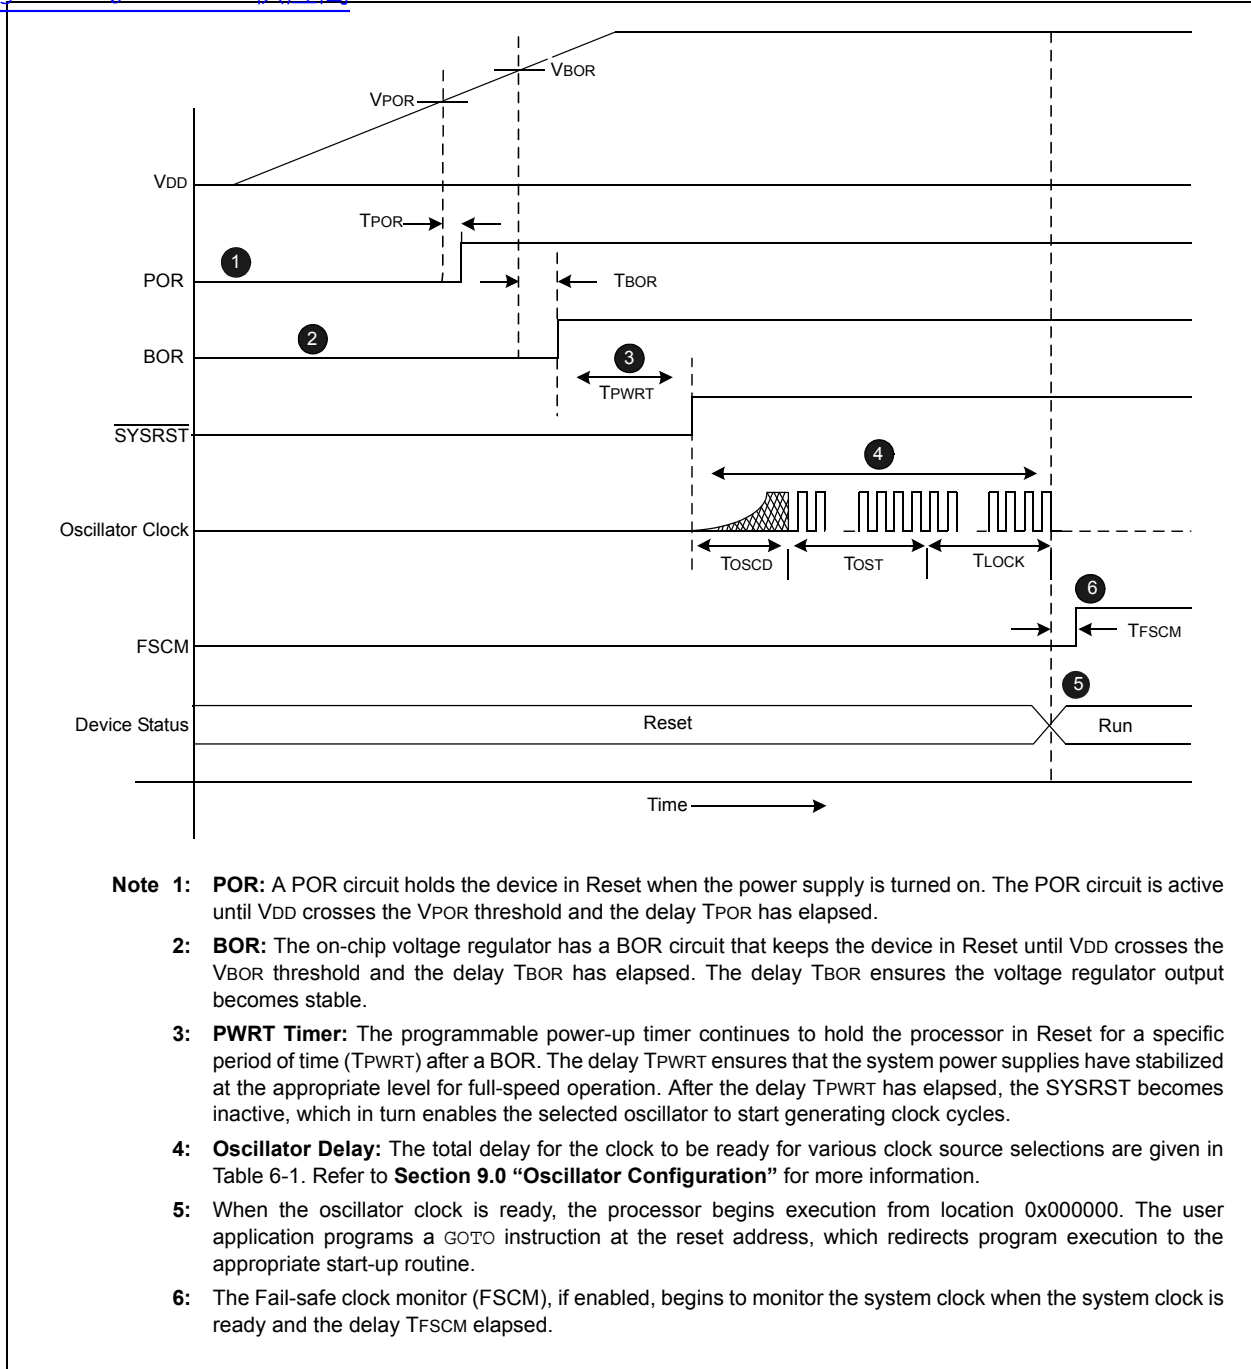 VBOR
VPOR
VDD
TPOR
1
POR
TBOR
2
BOR
3
TPWRT
SYSRST
4
Oscillator Clock
TOSCD
TOST
TLOCK
6
FSCM
TFSCM
5
Device Status
Reset
Run
Time
Note 1: POR: A POR circuit holds the device in Reset when the power supply is turned on. The POR circuit is active
until VDD crosses the VPOR threshold and the delay TPOR has elapsed.
2: BOR: The on-chip voltage regulator has a BOR circuit that keeps the device in Reset until VDD crosses the
VBOR threshold and the delay TBOR has elapsed. The delay TBOR ensures the voltage regulator output
becomes stable.
3: PWRT Timer: The programmable power-up timer continues to hold the processor in Reset for a specific
period of time (TPWRT) after a BOR. The delay TPWRT ensures that the system power supplies have stabilized
at the appropriate level for full-speed operation. After the delay TPWRT has elapsed, the SYSRST becomes
inactive, which in turn enables the selected oscillator to start generating clock cycles.
4: Oscillator Delay: The total delay for the clock to be ready for various clock source selections are given in
Table 6-1. Refer to Section 9.0 “Oscillator Configuration” for more information.
5: When the oscillator clock is ready, the processor begins execution from location 0x000000. The user
application programs a GOTO instruction at the reset address, which redirects program execution to the
appropriate start-up routine.
6: The Fail-safe clock monitor (FSCM), if enabled, begins to monitor the system clock when the system clock is
ready and the delay TFSCM elapsed.